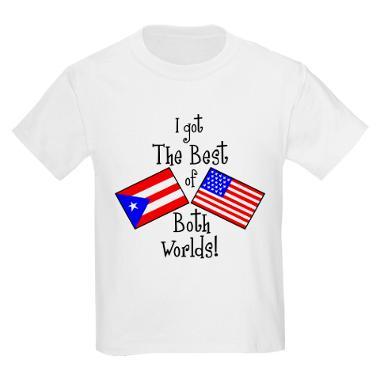 I got
The Best
of
Both
Worlds!